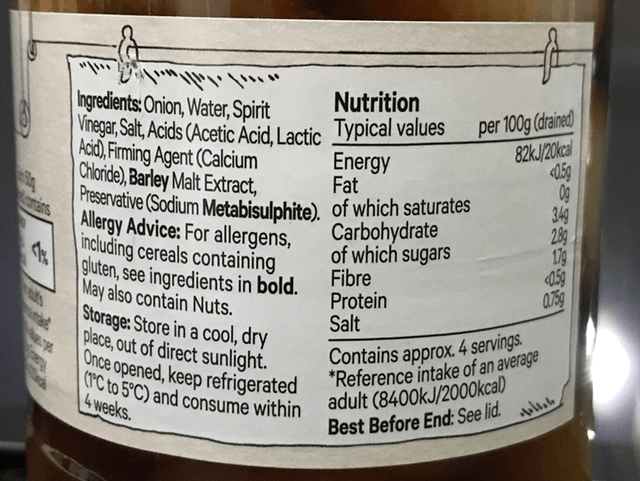 Ingredients: Onion, Water, Spirit
Vinegar, Salt, Acids (Acetic Acid, Lactic
Acid), Firming Agent (Calcium
Chloride), Barley Malt Extract,
Preservative (Sodium Metabisulphite).
Allergy Advice: For allergens,
including cereals containing
gluten, see ingredients in bold.
May also contain Nuts.
Storage: Store in a cool, dry
place, out of direct sunlight.
Once opened, keep refrigerated
(1°C to 5°C) and consume within
4 weeks.
Nutrition
Typical values per 100g (drained)
Energy 82kJ/20kcal
Fat <0.5g
of which saturates 0g
Carbohydrate 3.4g
of which sugars 2.8g
Fibre 1.7g
Protein <0.5g
Salt 0.75g
Contains approx. 4 servings.
*Reference intake of an average
adult (8400kJ/2000kcal)
Best Before End: See lid.
contains
<1%